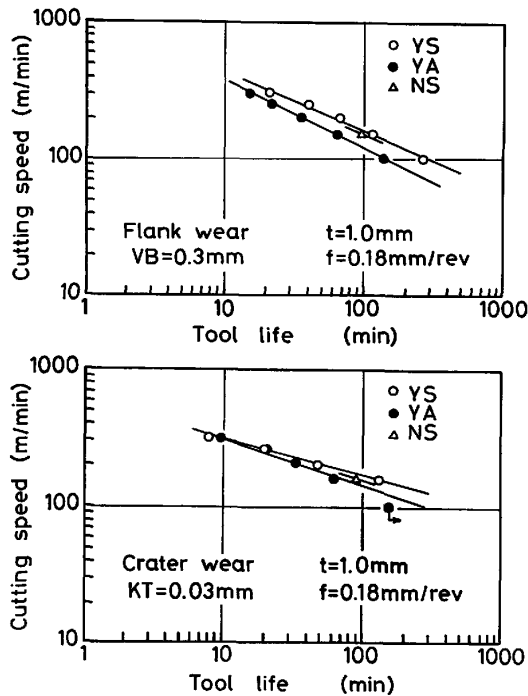 1000
○ YS
● YA
△ NS
Cutting speed (m/min)
100
Flank wear
VB=0.3mm
t=1.0mm
f=0.18mm/rev
10
1
10
100
1000
Tool life (min)
1000
○ YS
● YA
△ NS
Cutting speed (m/min)
100
Crater wear
KT=0.03mm
t=1.0mm
f=0.18mm/rev
10
1
10
100
1000
Tool life (min)